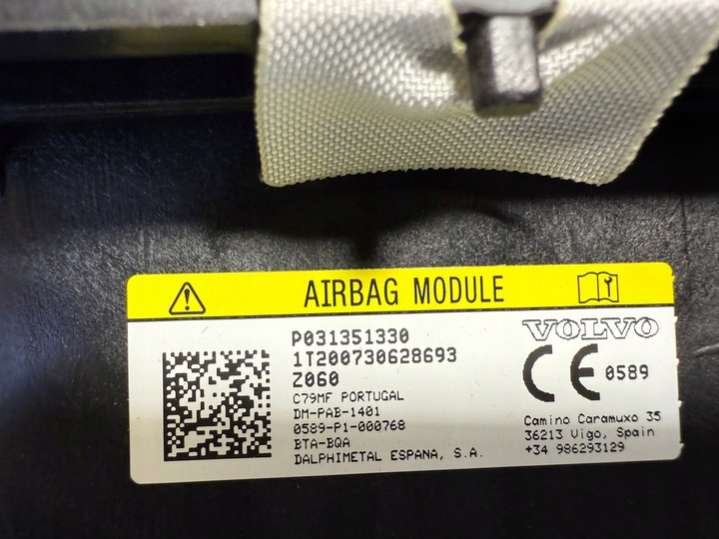 AIRBAG MODULE
P031351330
1T200730628693
Z060
C79MF PORTUGAL
DM-PAB-1401
0589-P1-000768
BTA-BQA
DALPHIMETAL ESPANA, S.A.
VOLVO
CE 0589
Camino Caramuxo 35
36213 Vigo, Spain
+34 986293129